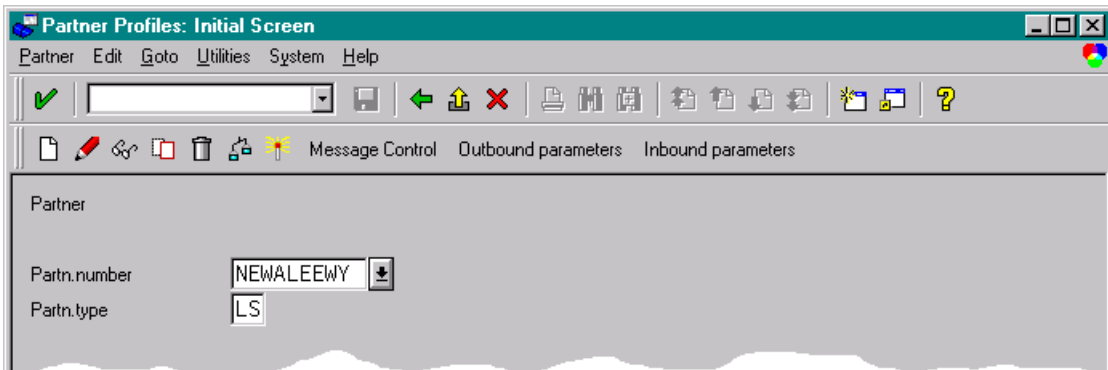 Partner Profiles: Initial Screen
Partner Edit Goto Utilities System Help
Message Control Outbound parameters Inbound parameters
Partner
Partn.number NEWALEEWY
Partn.type LS